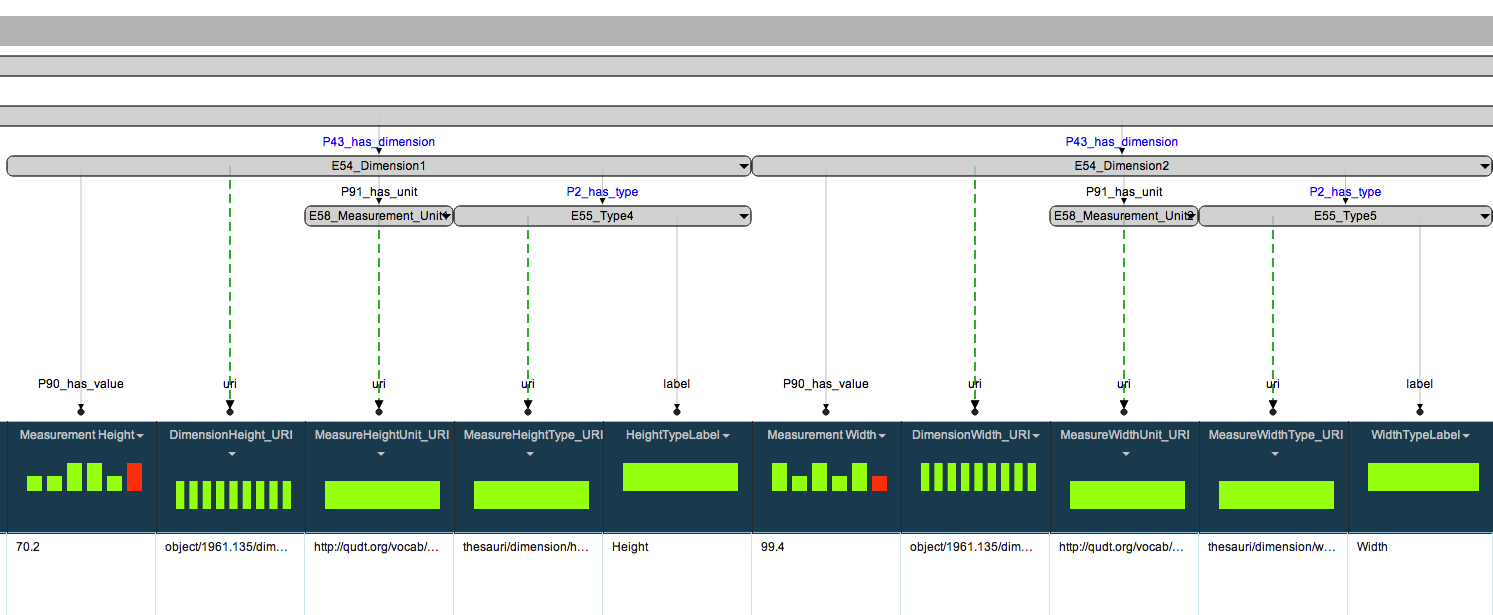 P43_has_dimension P43_has_dimension
E54_Dimension1 E54_Dimension2
P91_has_unit P2_has_type P91_has_unit P2_has_type
E58_Measurement_Unit E55_Type4 E58_Measurement_Unit E55_Type5
P90_has_value uri uri uri label P90_has_value uri uri uri label
Measurement Height DimensionHeight_URI MeasureHeightUnit_URI MeasureHeightType_URI HeightTypeLabel Measurement Width DimensionWidth_URI MeasureWidthUnit_URI MeasureWidthType_URI WidthTypeLabel
70.2 object/1961.135/dim... http://qudt.org/vocab/... thesauri/dimension/h... Height 99.4 object/1961.135/dim... http://qudt.org/vocab/... thesauri/dimension/w... Width